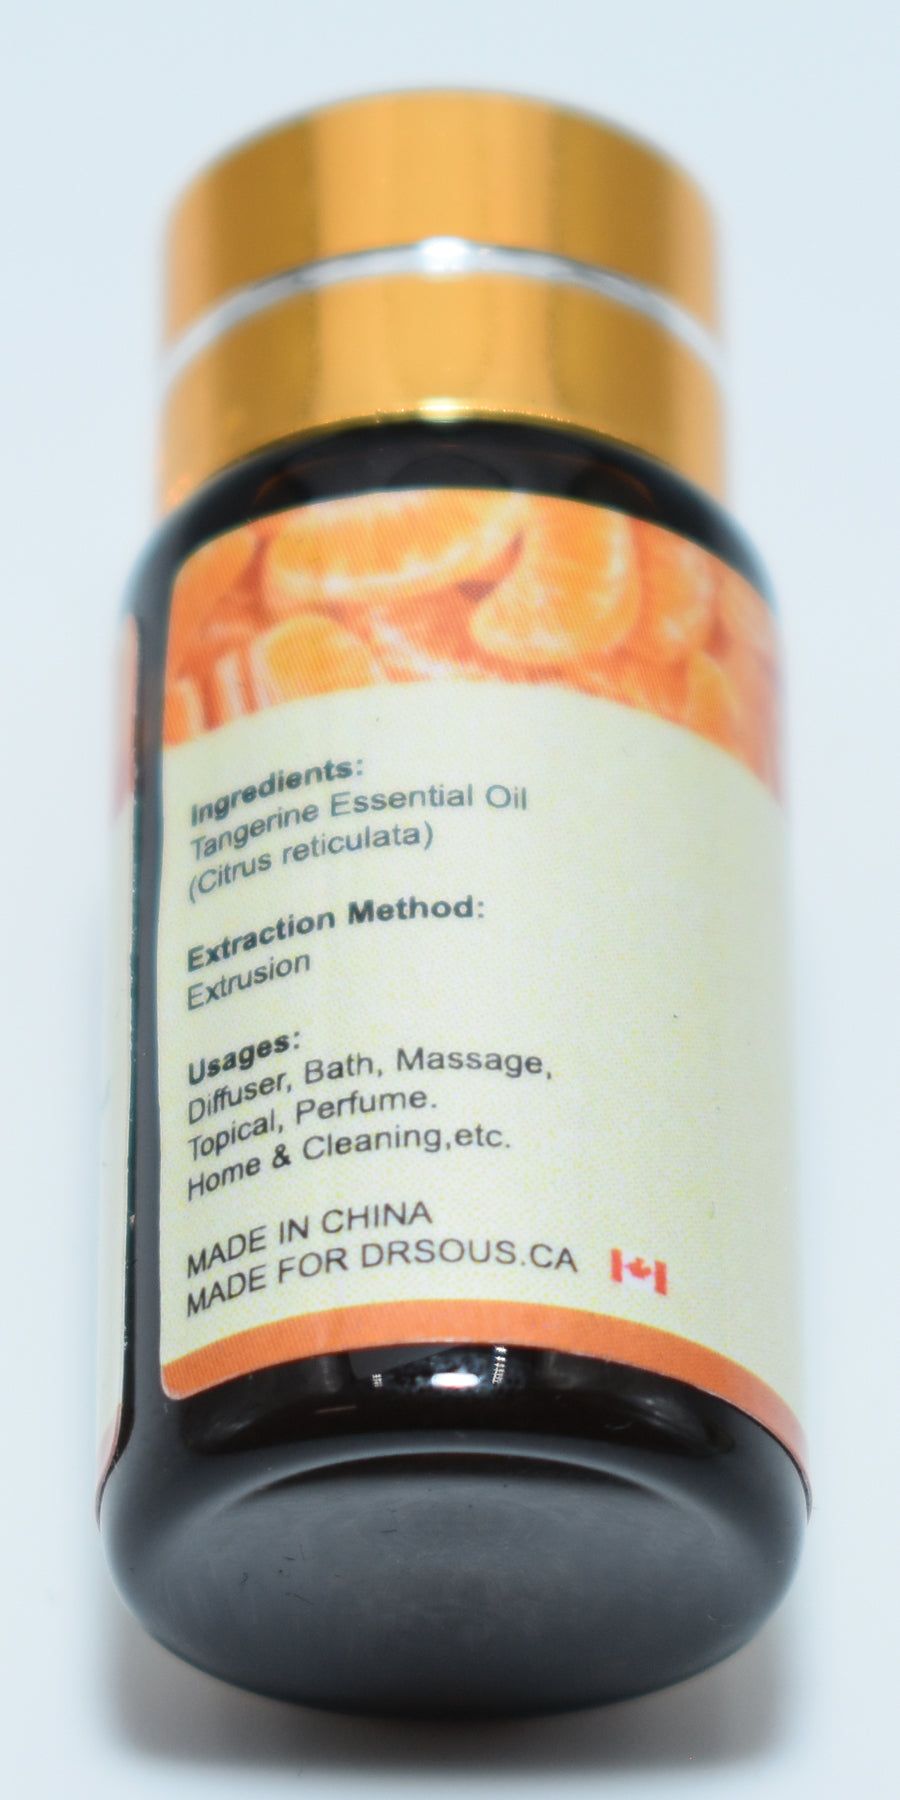 Ingredients:
Tangerine Essential Oil
(Citrus reticulata)
Extraction Method:
Extrusion
Usages:
Diffuser, Bath, Massage,
Topical, Perfume.
Home & Cleaning,etc.
MADE IN CHINA
MADE FOR DRSOUS.CA